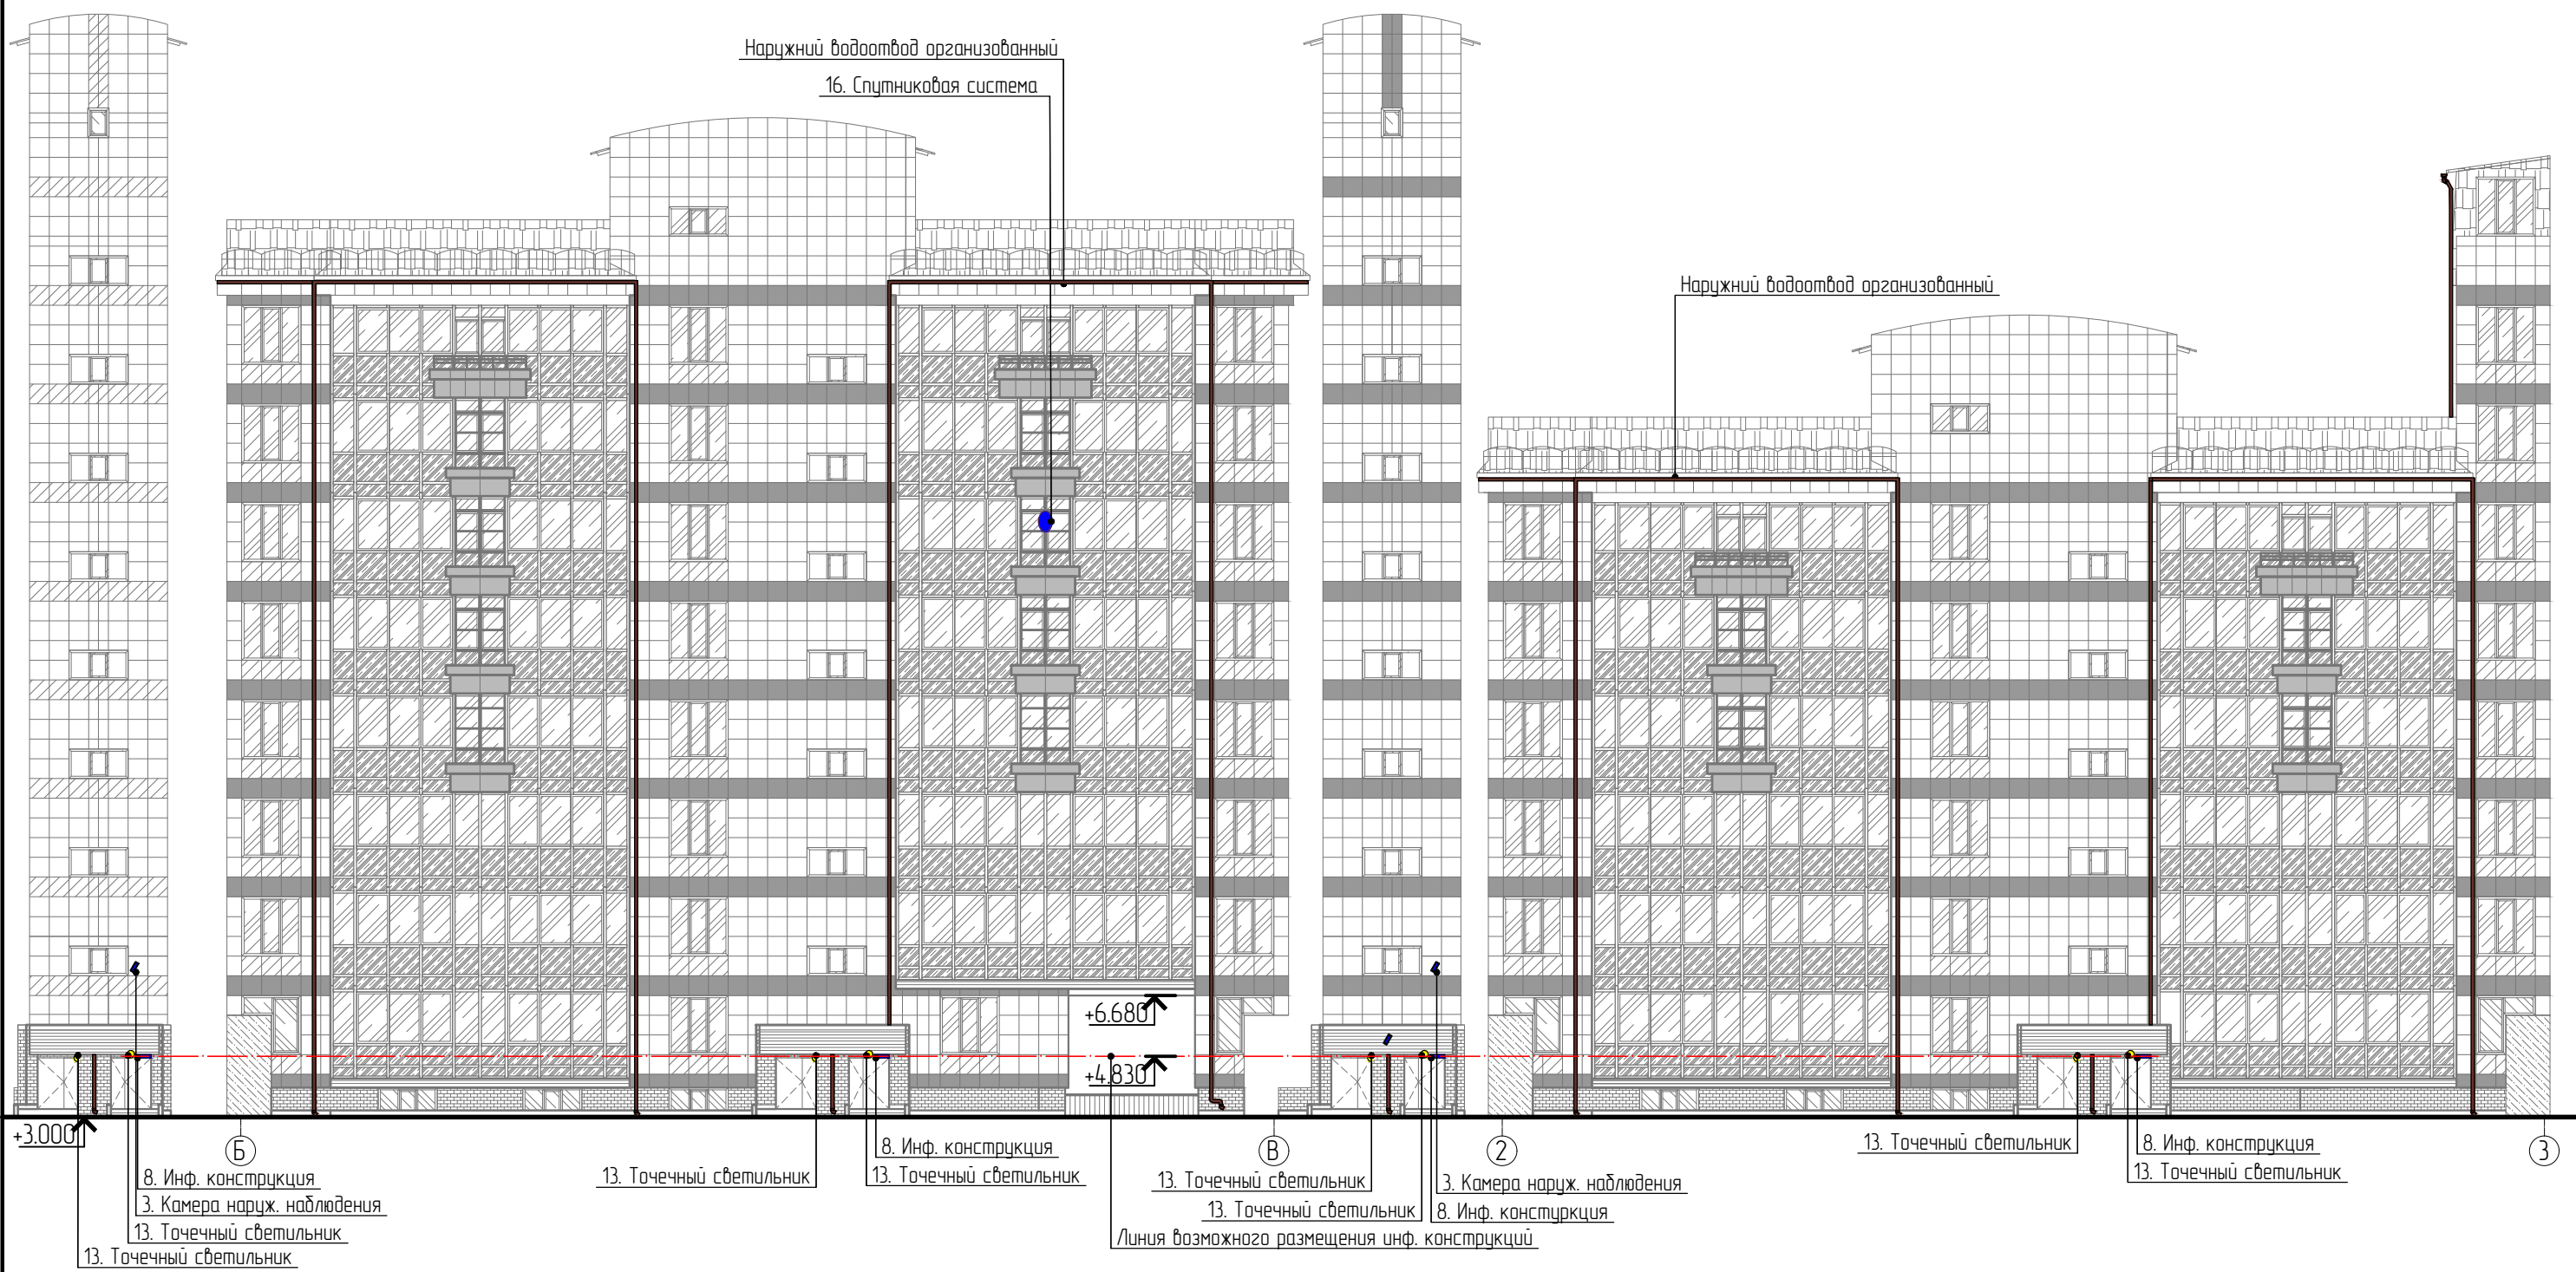 Наружний водоотвод организованный
16. Спутниковая система
Наружний водоотвод организованный
+6.680
+4.830
+3.000
Б
В
2
3
8. Инф. конструкция
3. Камера наруж. наблюдения
13. Точечный светильник
13. Точечный светильник
13. Точечный светильник
8. Инф. конструкция
13. Точечный светильник
13. Точечный светильник
13. Точечный светильник
3. Камера наруж. наблюдения
8. Инф. констуркция
Линия возможного размещения инф. конструкций
13. Точечный светильник
8. Инф. конструкция
13. Точечный светильник